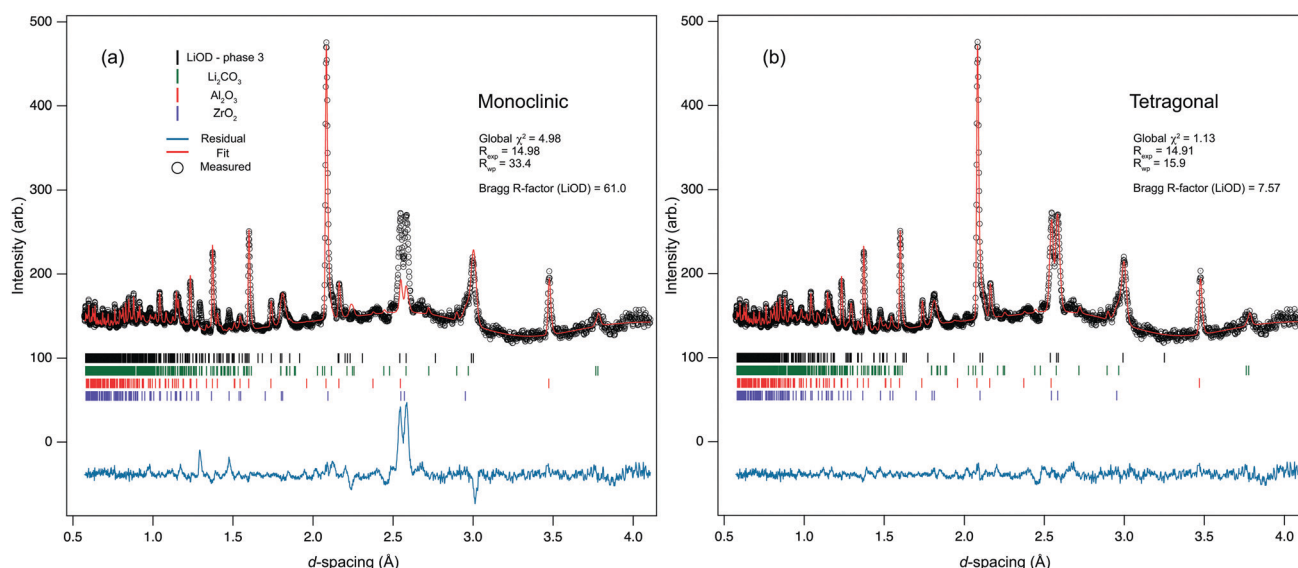 (a)
LiOD - phase 3
Li₂CO₃
Al₂O₃
ZrO₂
Residual
Fit
Measured
Monoclinic
Global χ² = 4.98
R_exp = 14.98
R_wp = 33.4
Bragg R-factor (LiOD) = 61.0
Intensity (arb.)
500
400
300
200
100
0
0.5 1.0 1.5 2.0 2.5 3.0 3.5 4.0
d-spacing (Å)
(b)
Tetragonal
Global χ² = 1.13
R_exp = 14.91
R_wp = 15.9
Bragg R-factor (LiOD) = 7.57
Intensity (arb.)
500
400
300
200
100
0
0.5 1.0 1.5 2.0 2.5 3.0 3.5 4.0
d-spacing (Å)